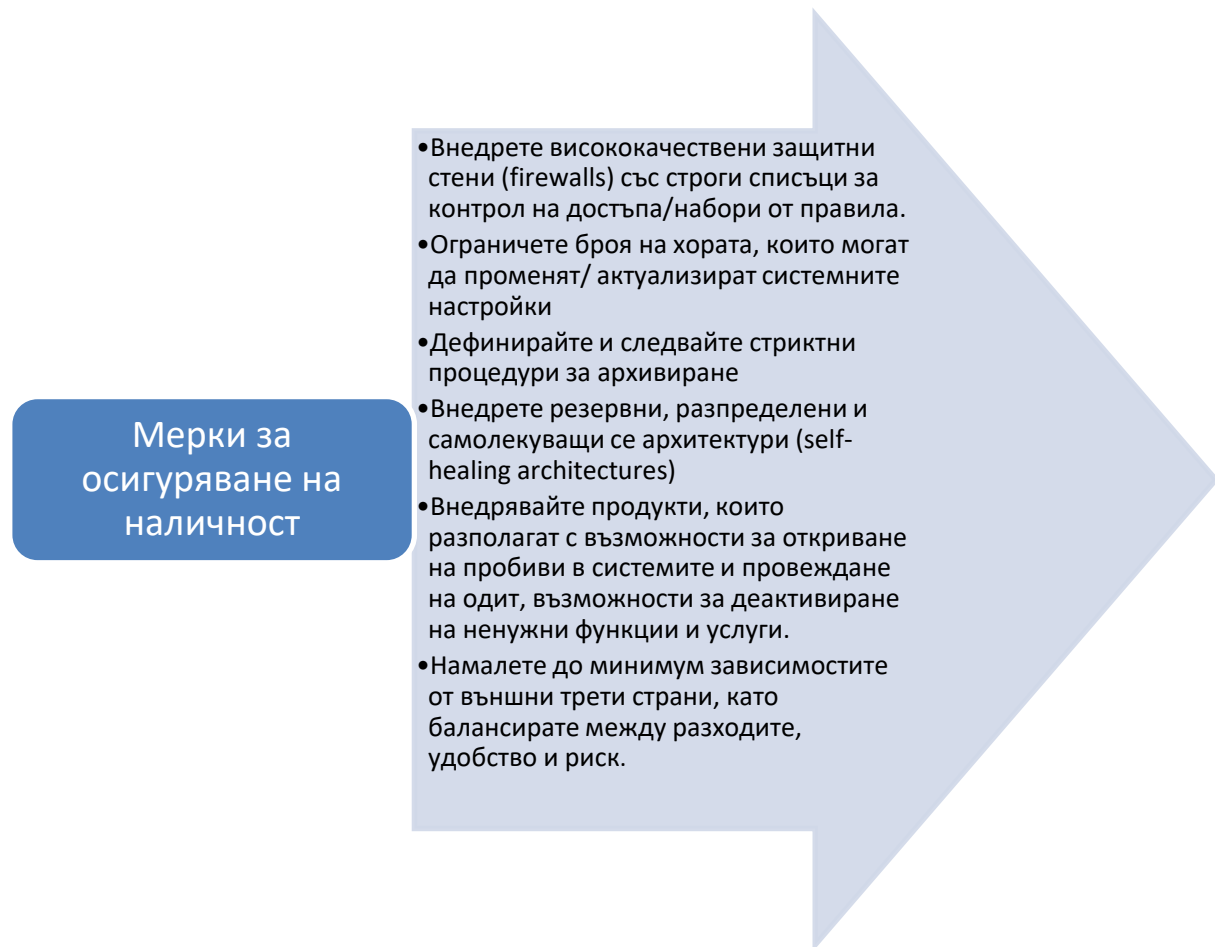 Мерки за
осигуряване на
наличност
•Внедрете висококачествени защитни
стени (firewalls) със строги списъци за
контрол на достъпа/набори от правила.
•Ограничете броя на хората, които могат
да променят/ актуализират системните
настройки
•Дефинирайте и следвайте стриктни
процедури за архивиране
•Внедрете резервни, разпределени и
самолекуващи се архитектури (self-
healing architectures)
•Внедрявайте продукти, които
разполагат с възможности за откриване
на пробиви в системите и провеждане
на одит, възможности за деактивиране
на ненужни функции и услуги.
•Намалете до минимум зависимостите
от външни трети страни, като
балансирате между разходите,
удобство и риск.